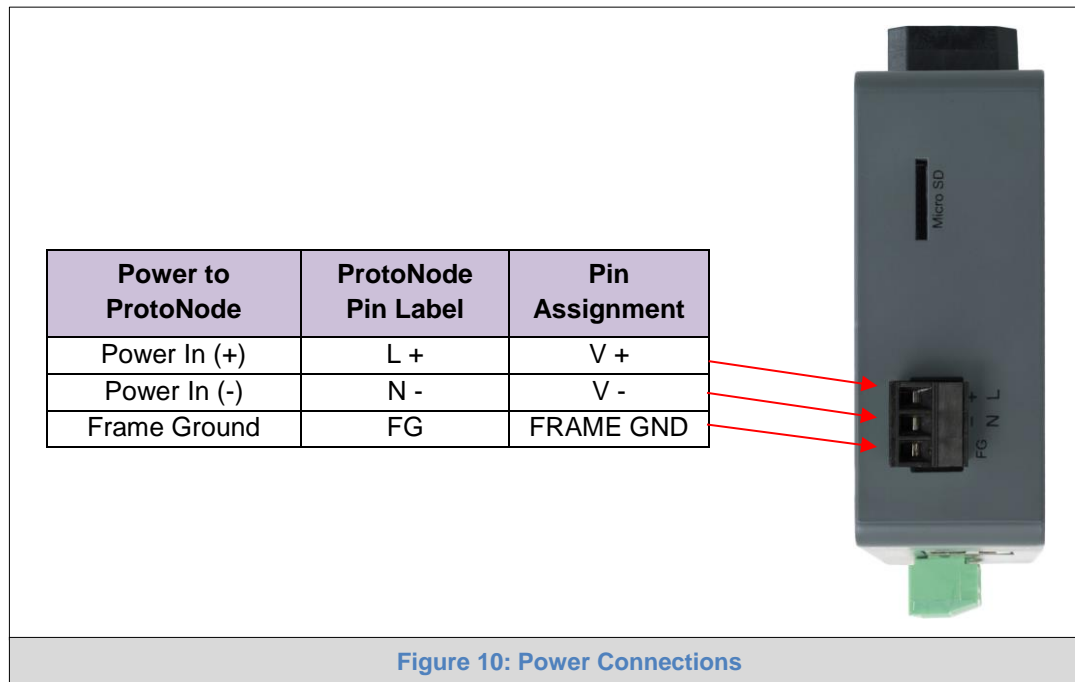 Power to ProtoNode Pin
ProtoNode Pin Label Assignment
Power In (+) L + V +
Power In (-) N - V -
Frame Ground FG FRAME GND
Micro SD
+ L
- N
FG
Figure 10: Power Connections